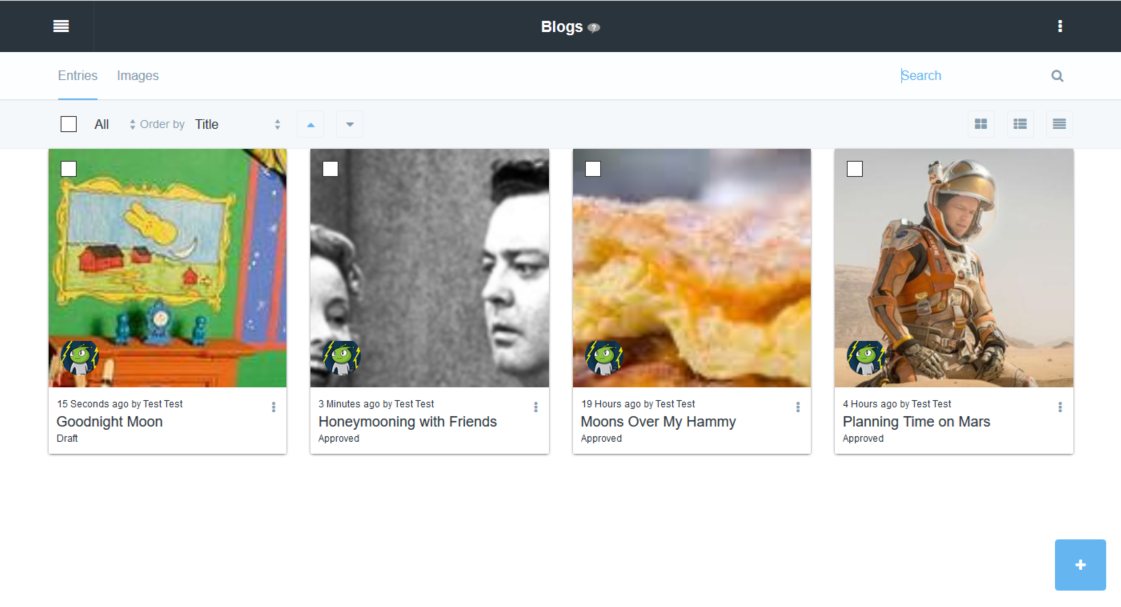 Blogs ?
Entries Images Search
All Order by Title
15 Seconds ago by Test Test
Goodnight Moon
Draft
3 Minutes ago by Test Test
Honeymooning with Friends
Approved
19 Hours ago by Test Test
Moons Over My Hammy
Approved
4 Hours ago by Test Test
Planning Time on Mars
Approved
+